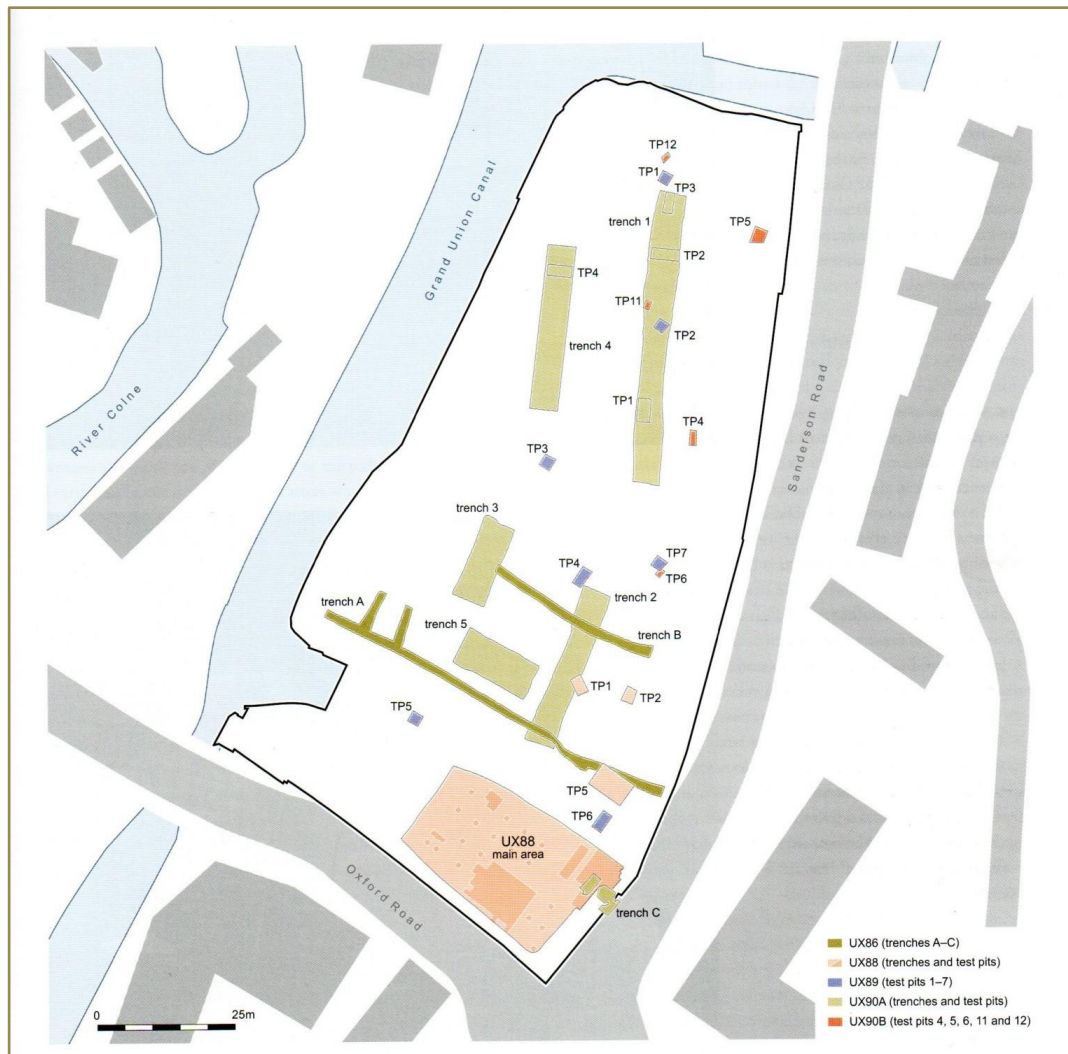 TP12
TP1
TP3
trench 1
TP5
TP2
TP4
TP11
TP2
trench 4
TP1
TP4
TP3
Grand Union Canal
River Colne
Sanderson Road
trench 3
TP7
TP4
TP6
trench 2
trench A
trench 5
trench B
TP1
TP2
TP5
TP5
TP6
UX88
main area
trench C
Oxford Road
UX86 (trenches A–C)
UX88 (trenches and test pits)
UX89 (test pits 1–7)
UX90A (trenches and test pits)
UX90B (test pits 4, 5, 6, 11 and 12)
0
25m